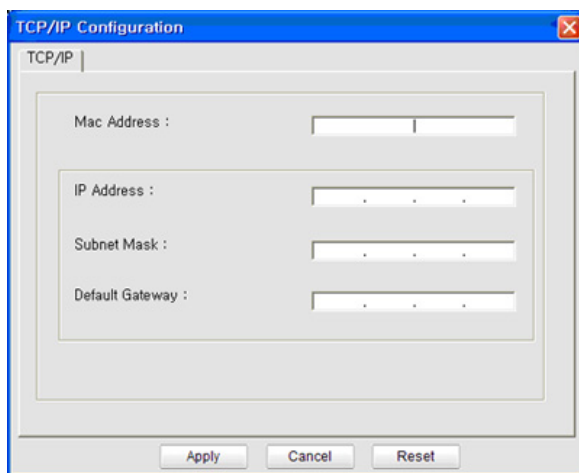 TCP/IP Configuration
TCP/IP
Mac Address :
IP Address :
. . .
Subnet Mask :
. . .
Default Gateway :
. . .
Apply Cancel Reset